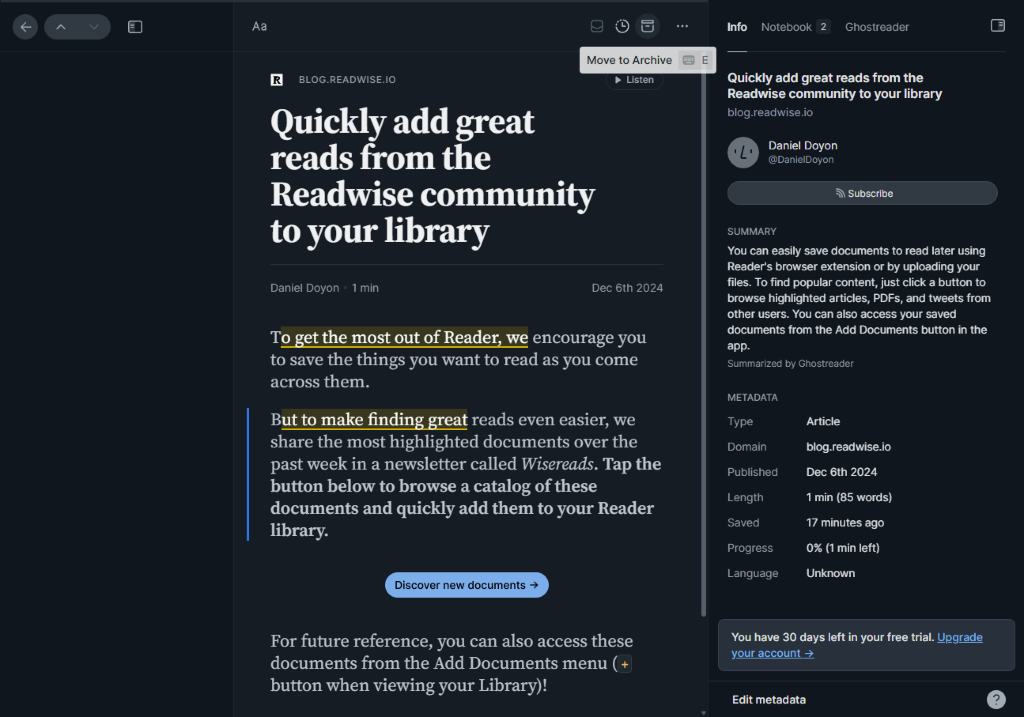 Aa
Move to Archive E
Listen
R BLOG.READWISE.IO
Quickly add great
reads from the
Readwise community
to your library
Daniel Doyon · 1 min
Dec 6th 2024
To get the most out of Reader, we encourage you
to save the things you want to read as you come
across them.
But to make finding great reads even easier, we
share the most highlighted documents over the
past week in a newsletter called Wisereads. Tap the
button below to browse a catalog of these
documents and quickly add them to your Reader
library.
Discover new documents →
For future reference, you can also access these
documents from the Add Documents menu (+
button when viewing your Library)!
Info Notebook 2 Ghostreader
Quickly add great reads from the
Readwise community to your library
blog.readwise.io
Daniel Doyon
@DanielDoyon
Subscribe
SUMMARY
You can easily save documents to read later using
Reader's browser extension or by uploading your
files. To find popular content, just click a button to
browse highlighted articles, PDFs, and tweets from
other users. You can also access your saved
documents from the Add Documents button in the
app.
Summarized by Ghostreader
METADATA
Type Article
Domain blog.readwise.io
Published Dec 6th 2024
Length 1 min (85 words)
Saved 17 minutes ago
Progress 0% (1 min left)
Language Unknown
You have 30 days left in your free trial. Upgrade
your account →
Edit metadata
?